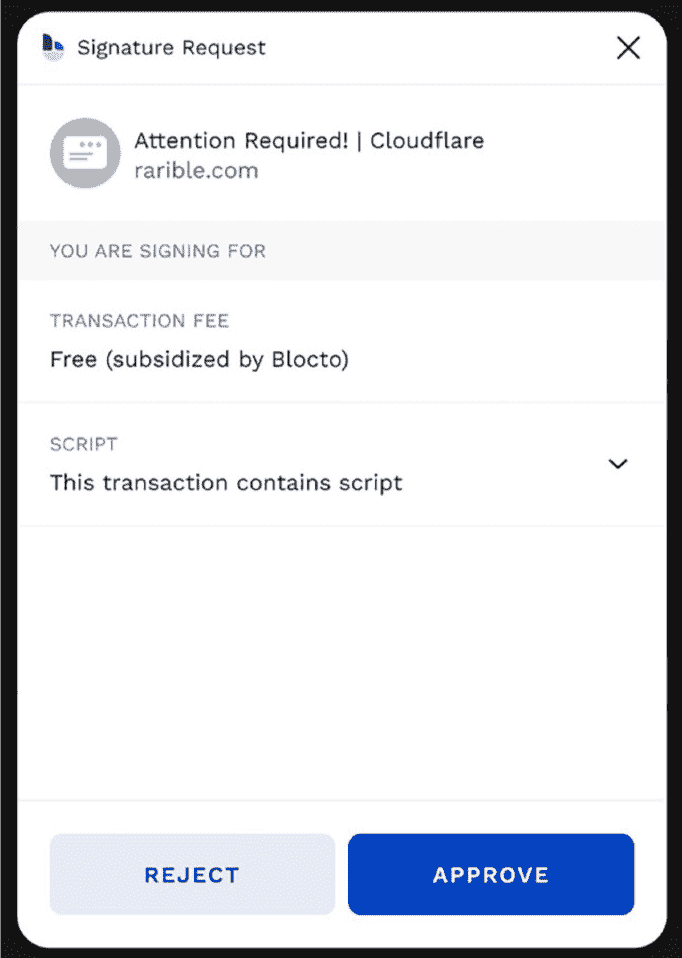 Signature Request
Attention Required! | Cloudflare
rarible.com
YOU ARE SIGNING FOR
TRANSACTION FEE
Free (subsidized by Blocto)
SCRIPT
This transaction contains script
REJECT
APPROVE